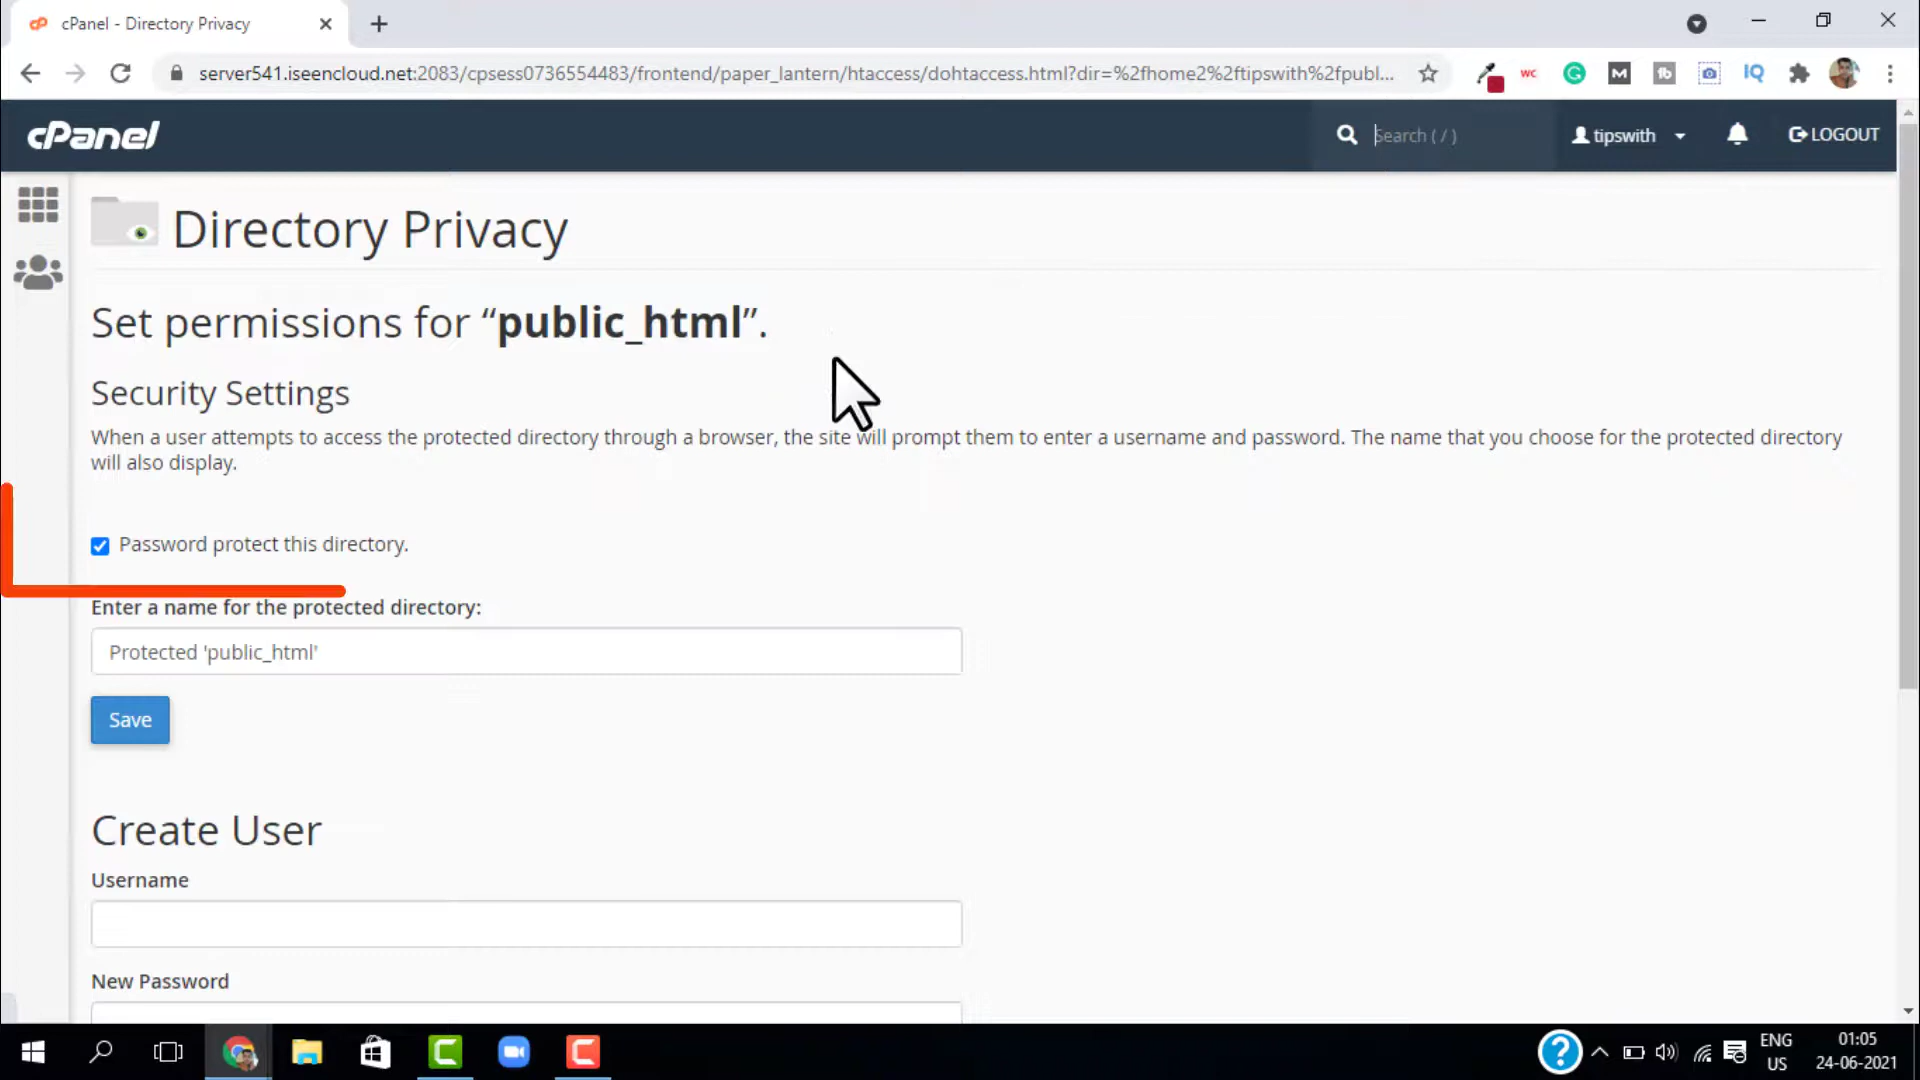 cPanel - Directory Privacy
server541.iseencloud.net:2083/cpsess0736554483/frontend/paper_lantern/htaccess/dohtaccess.html?dir=%2fhome2%2ftipswith%2fpubl...
WC
IQ
cPanel
Search ( / )
tipswith
LOGOUT
Directory Privacy
Set permissions for “public_html”.
Security Settings
When a user attempts to access the protected directory through a browser, the site will prompt them to enter a username and password. The name that you choose for the protected directory
will also display.
Password protect this directory.
Enter a name for the protected directory:
Protected 'public_html'
Save
Create User
Username
New Password
ENG
US
01:05
24-06-2021